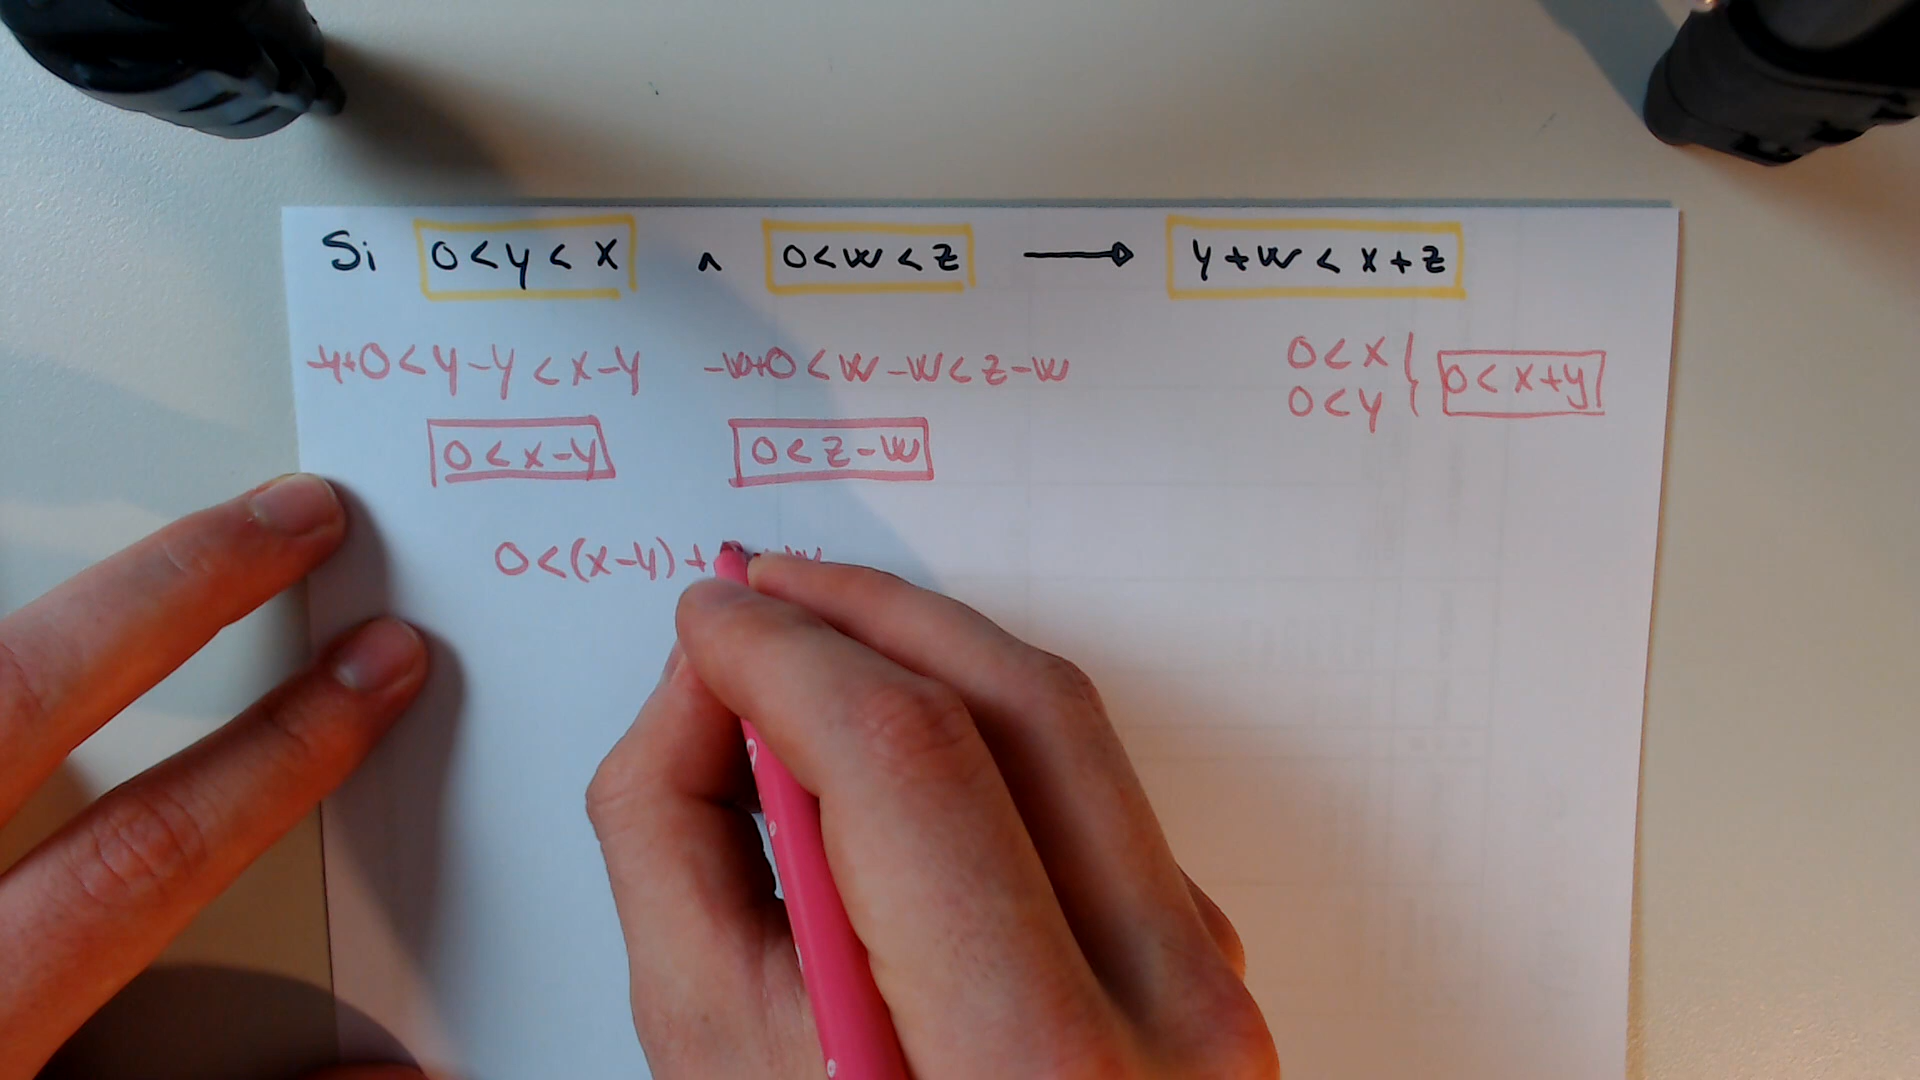 Si 0<y<x ∧ 0<w<z → y+w<x+z
-y+0<y-y<x-y -w+0<w-w<z-w
0<x
0<y
0<x+y
0<x-y 0<z-w
0<(x-y)+